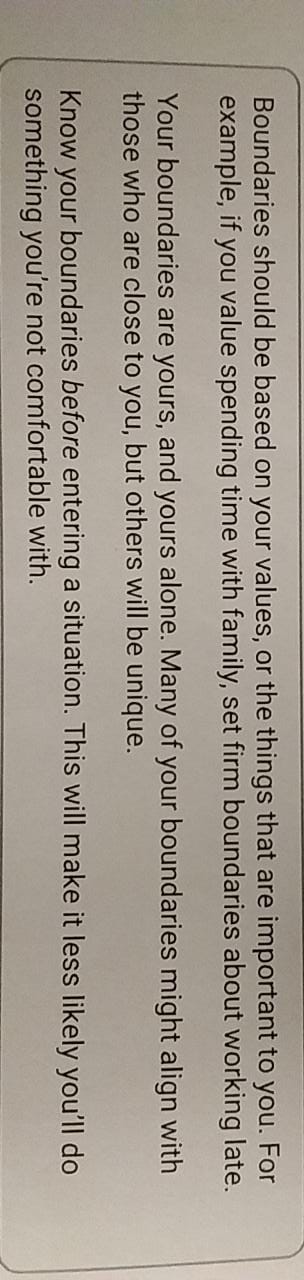 Boundaries should be based on your values, or the things that are important to you. For
example, if you value spending time with family, set firm boundaries about working late.
Your boundaries are yours, and yours alone. Many of your boundaries might align with
those who are close to you, but others will be unique.
Know your boundaries before entering a situation. This will make it less likely you'll do
something you're not comfortable with.